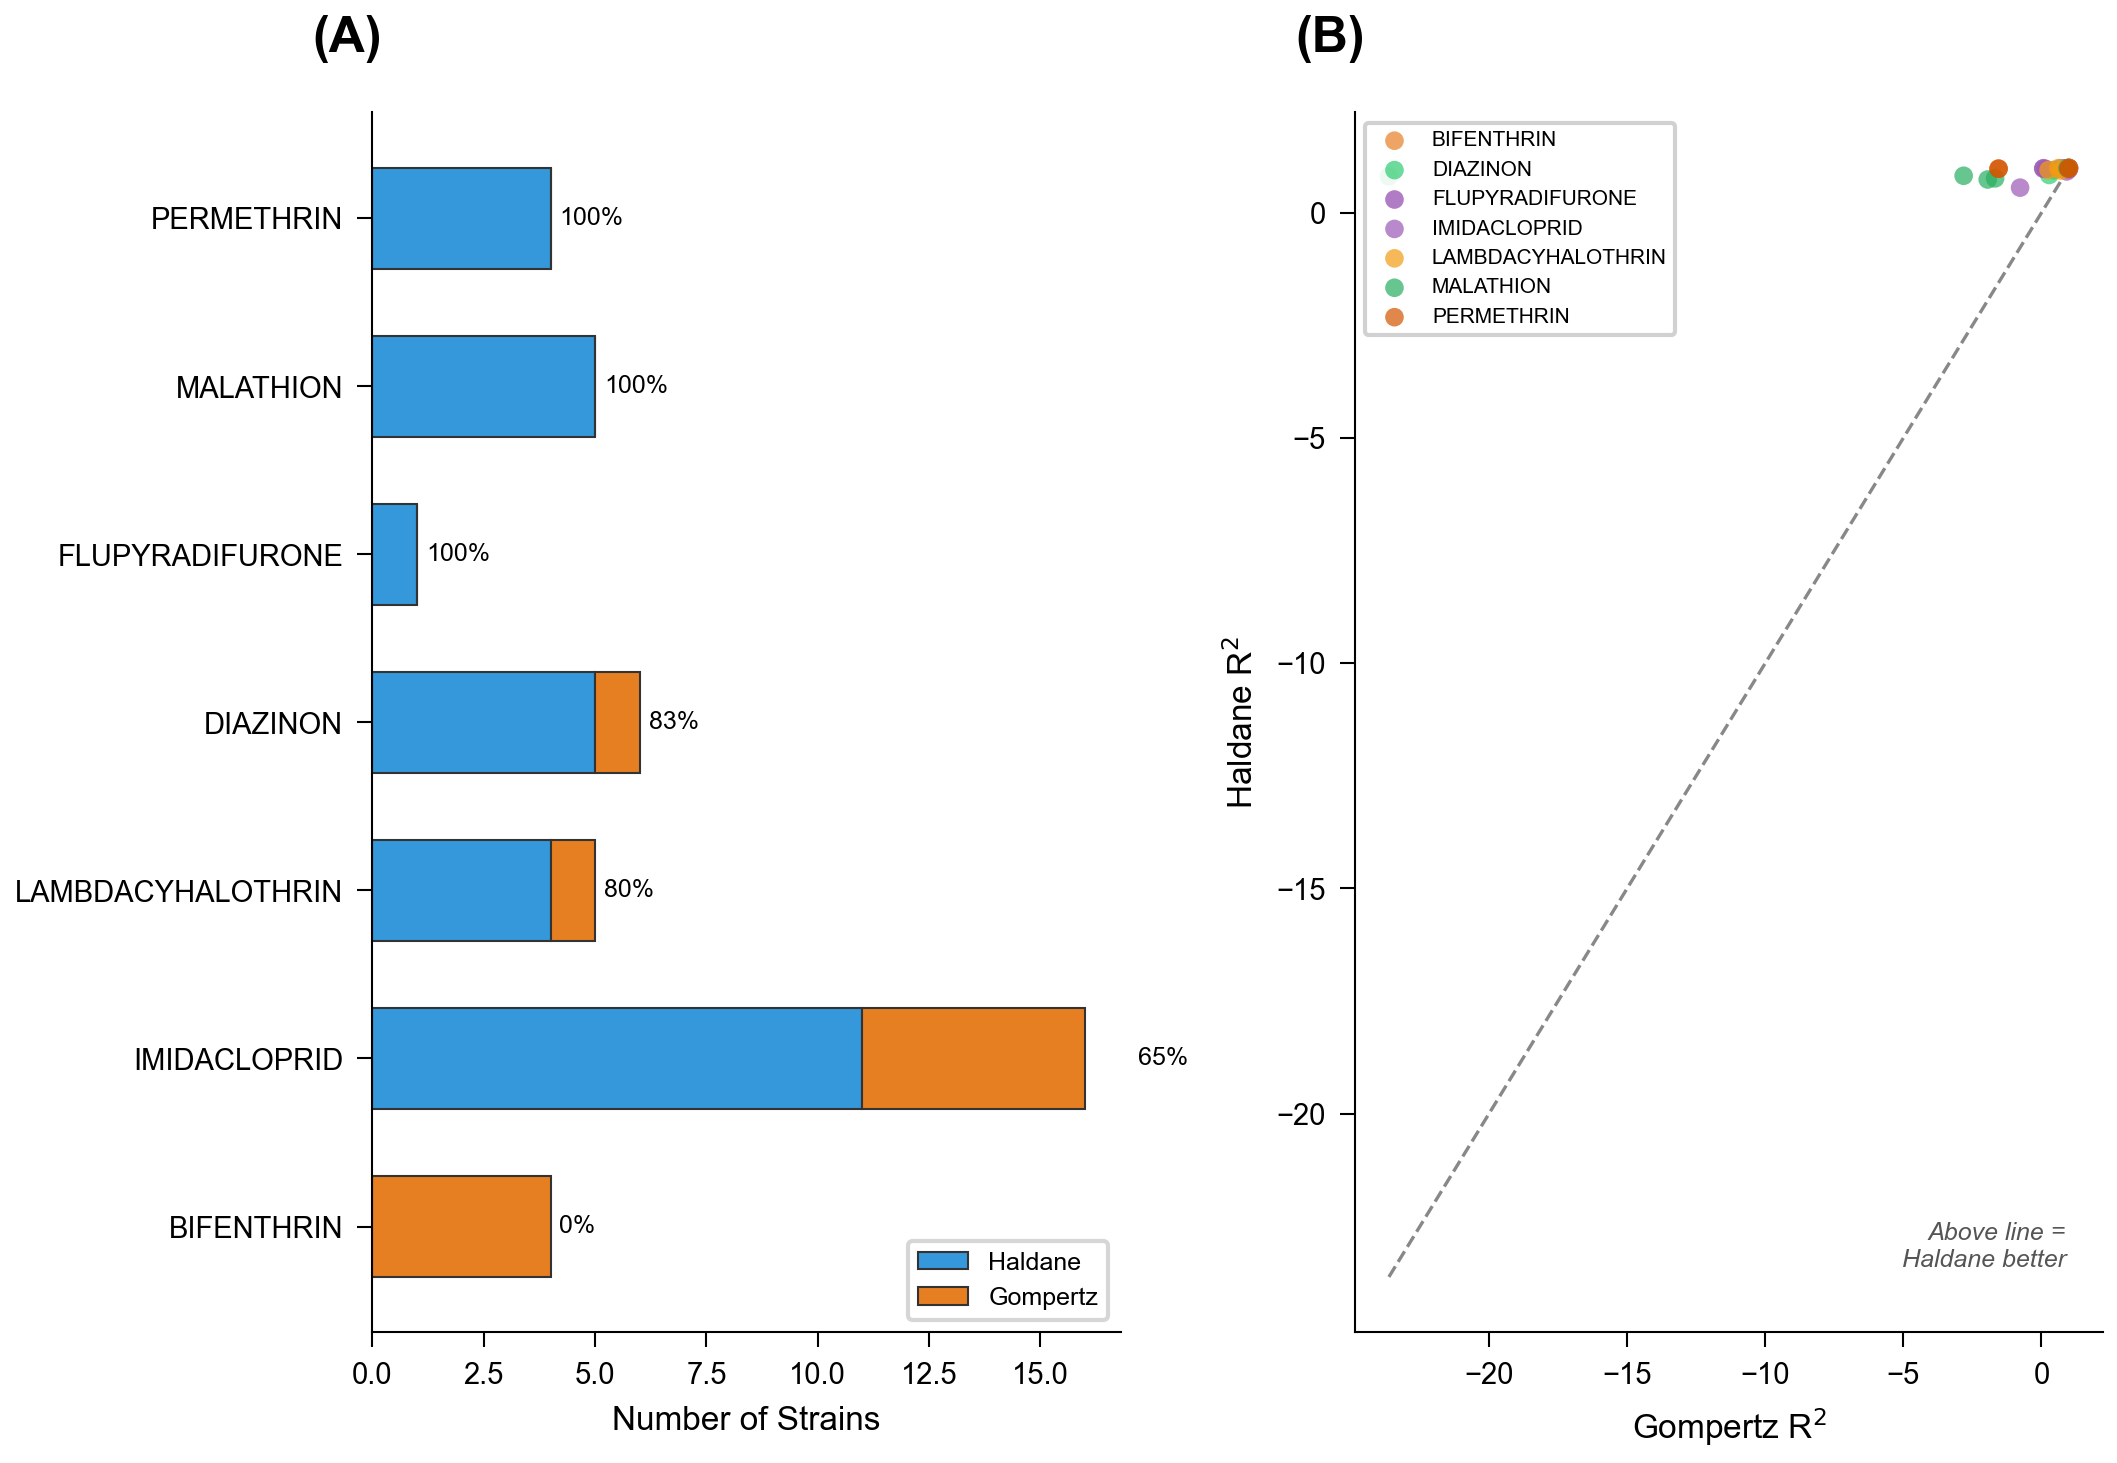 (A)
PERMETHRIN
100%
MALATHION
100%
FLUPYRADIFURONE
100%
DIAZINON
83%
LAMBDACYHALOTHRIN
80%
IMIDACLOPRID
65%
BIFENTHRIN
0%
Haldane
Gompertz
0.0 2.5 5.0 7.5 10.0 12.5 15.0
Number of Strains
(B)
BIFENTHRIN
DIAZINON
FLUPYRADIFURONE
IMIDACLOPRID
LAMBDACYHALOTHRIN
MALATHION
PERMETHRIN
0
−5
−10
−15
−20
Haldane R²
Above line =
Haldane better
−20 −15 −10 −5 0
Gompertz R²